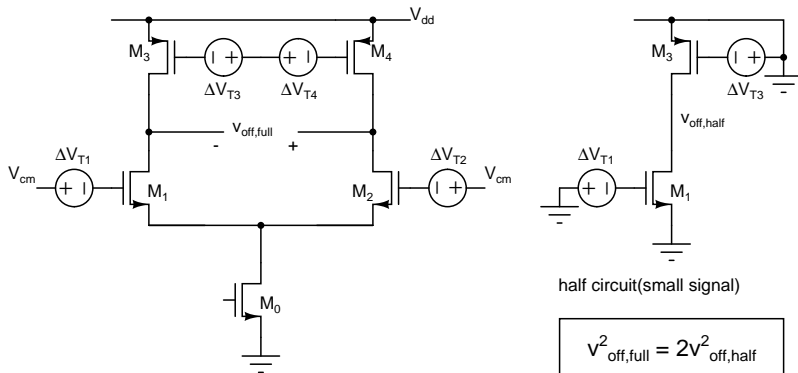 V_dd
M_3
M_4
ΔV_T3
ΔV_T4
v_off,full
-
+
ΔV_T1
ΔV_T2
V_cm
V_cm
M_1
M_2
M_0
M_3
ΔV_T3
v_off,half
ΔV_T1
M_1
half circuit(small signal)
v²_off,full = 2v²_off,half